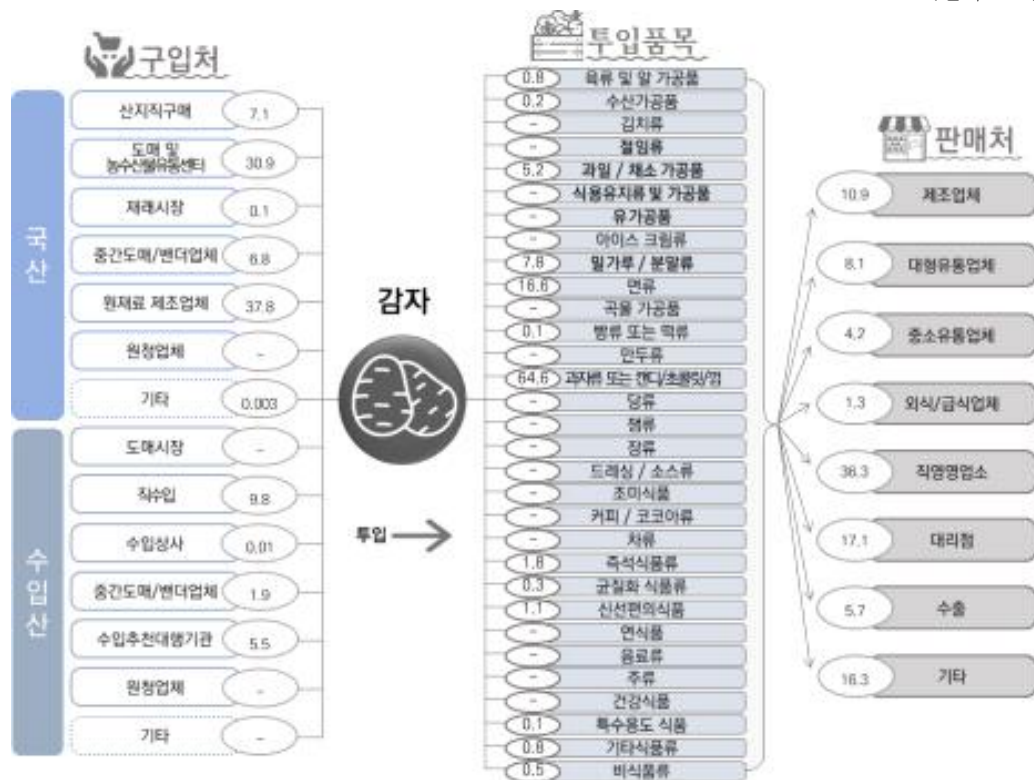 구입처
국산
산지직구매 7.1
도매 및
농수산물유통센터 30.9
재래시장 0.1
중간도매/벤더업체 6.8
원재료 제조업체 37.8
원청업체 -
기타 0.003
수입산
도매시장 -
직수입 9.8
수입상사 0.01
중간도매/벤더업체 1.9
수입추천대행기관 5.5
원청업체 -
기타 -
감자
투입
투입품목
0.8 육류 및 알 가공품
0.2 수산가공품
- 김치류
- 절임류
5.2 과일 / 채소 가공품
- 식용유지류 및 가공품
- 유가공품
- 아이스 크림류
7.8 밀가루 / 분말류
16.6 면류
- 곡물 가공품
0.1 빵류 또는 떡류
- 만두류
64.6 과자류 또는 캔디/초콜릿/껌
- 당류
- 잼류
- 장류
- 드레싱 / 소스류
- 조미식품
- 커피 / 코코아류
- 차류
1.8 즉석식품류
0.3 균질화 식품류
1.1 신선편의식품
- 연식품
- 음료류
- 주류
- 건강식품
0.1 특수용도 식품
0.8 기타식품류
0.5 비식품류
판매처
10.9 제조업체
8.1 대형유통업체
4.2 중소유통업체
1.3 외식/급식업체
36.3 직영영업소
17.1 대리점
5.7 수출
16.3 기타